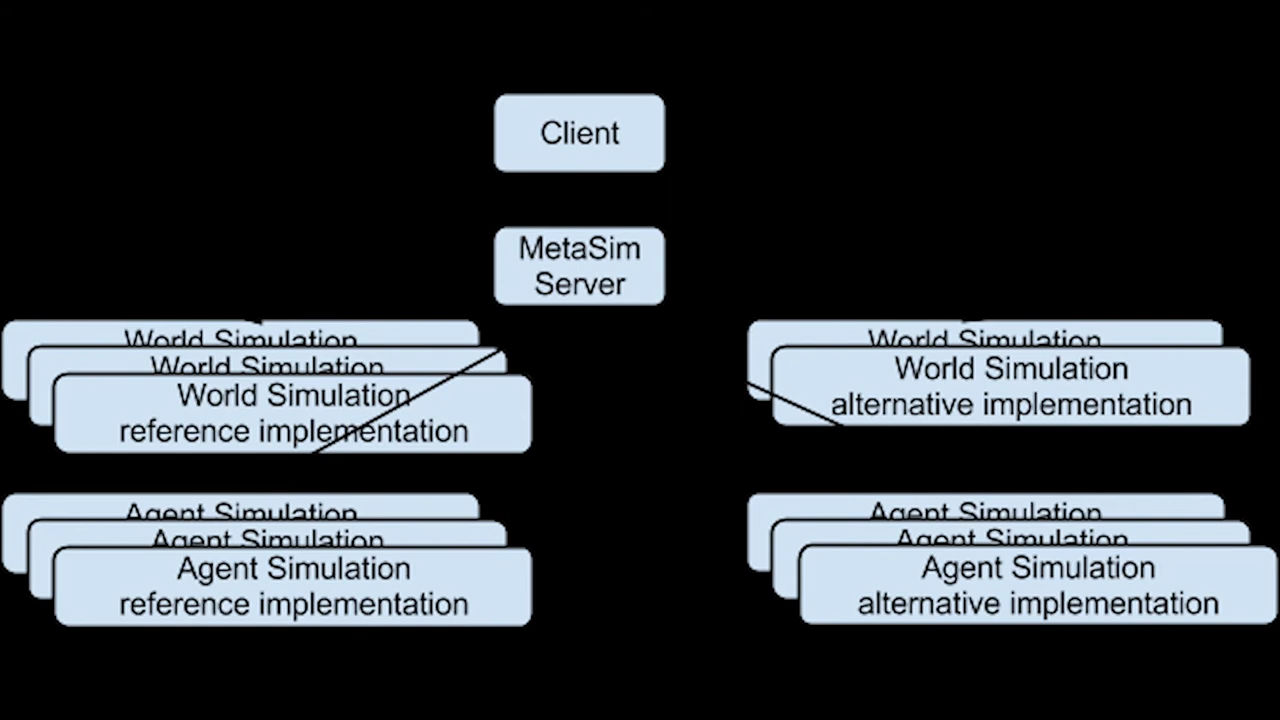 Client
MetaSim
Server
World Simulation
World Simulation
World Simulation
reference implementation
World Simulation
World Simulation
alternative implementation
Agent Simulation
Agent Simulation
Agent Simulation
reference implementation
Agent Simulation
Agent Simulation
Agent Simulation
alternative implementation